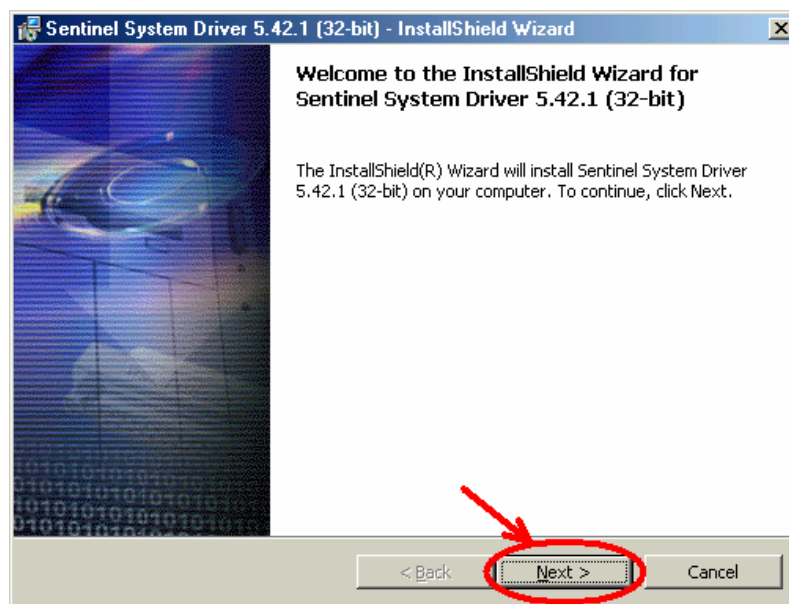 Sentinel System Driver 5.42.1 (32-bit) - InstallShield Wizard
Welcome to the InstallShield Wizard for
Sentinel System Driver 5.42.1 (32-bit)
The InstallShield(R) Wizard will install Sentinel System Driver
5.42.1 (32-bit) on your computer. To continue, click Next.
< Back Next > Cancel